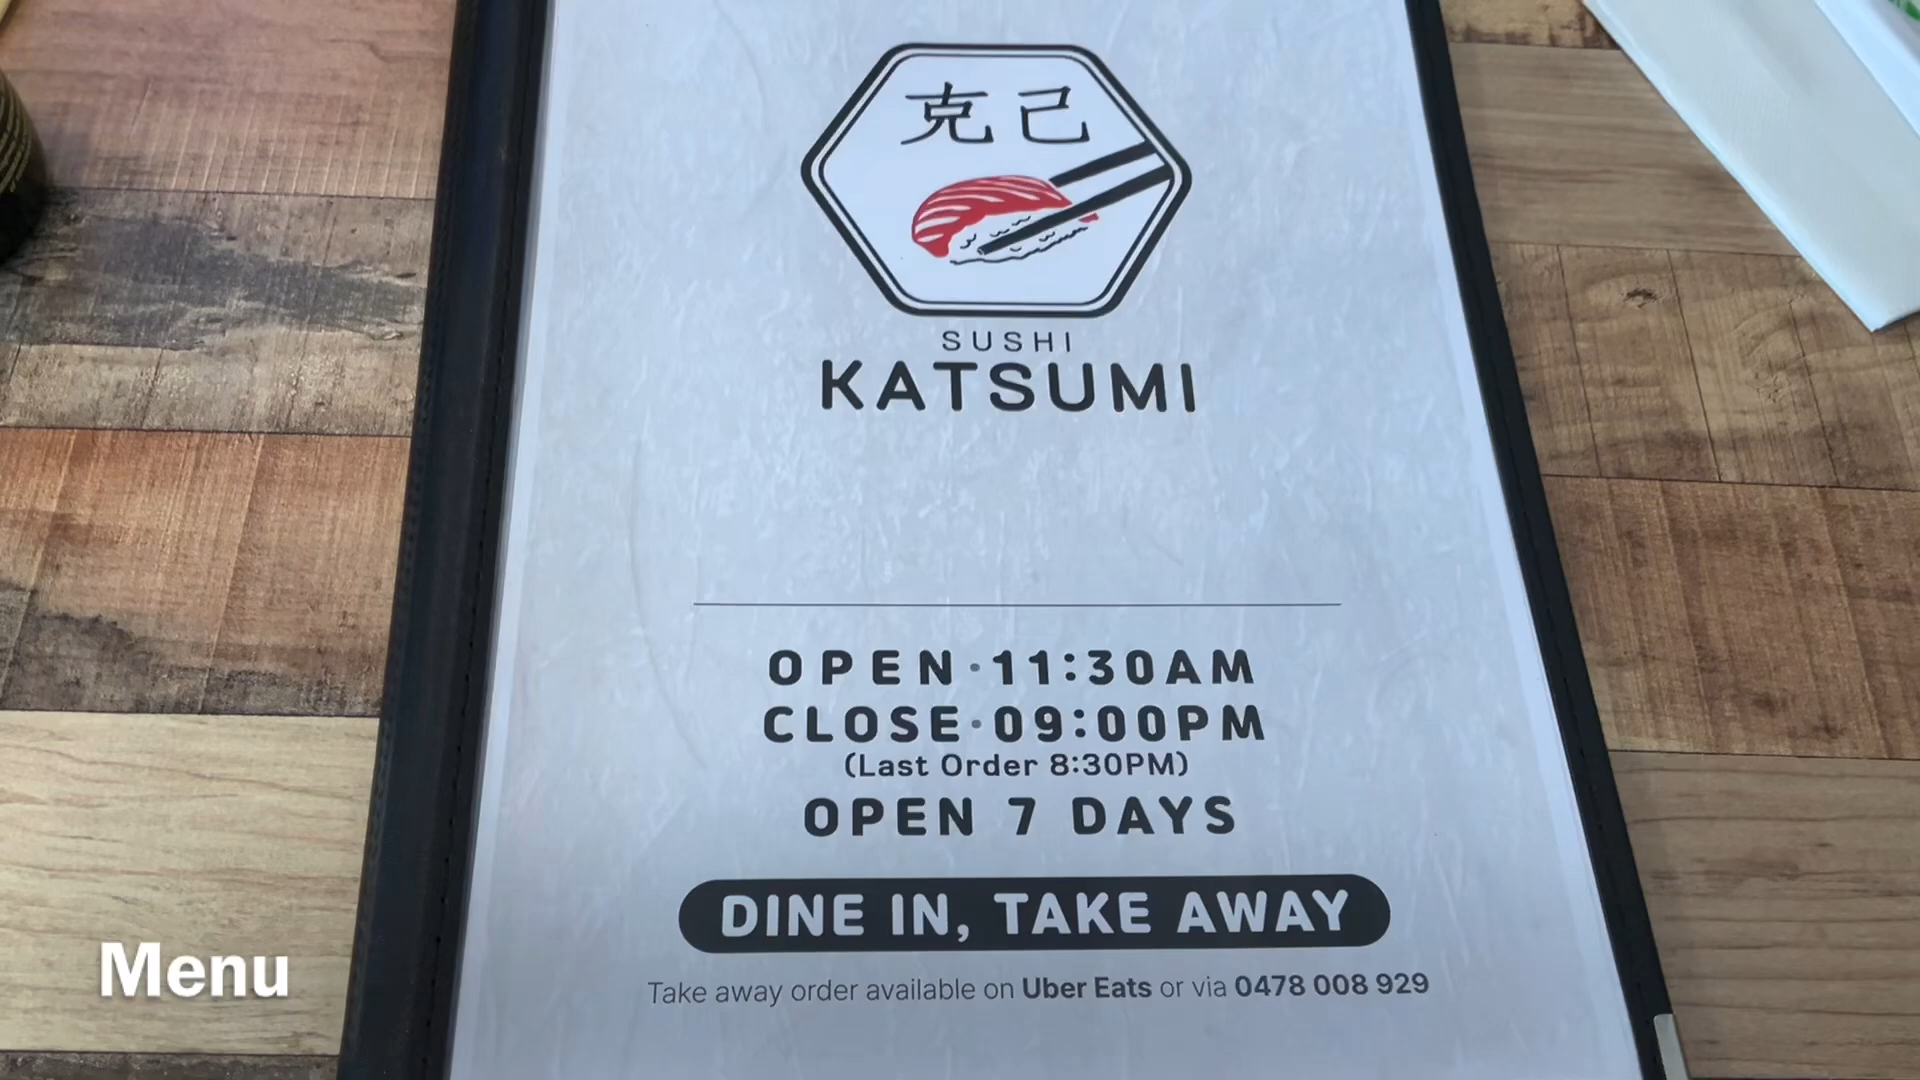 克己
SUSHI
KATSUMI
OPEN·11:30AM
CLOSE·09:00PM
(Last Order 8:30PM)
OPEN 7 DAYS
DINE IN, TAKE AWAY
Take away order available on Uber Eats or via 0478 008 929
Menu